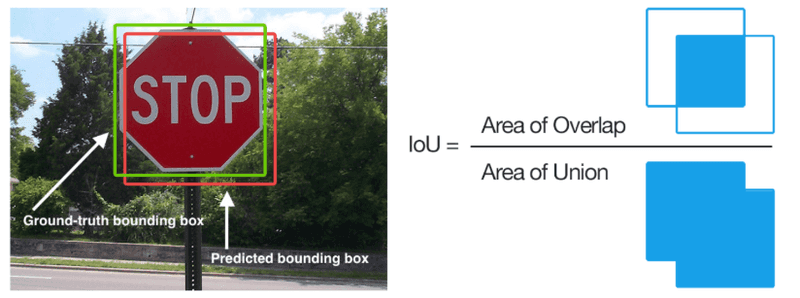 STOP
Ground-truth bounding box
Predicted bounding box
IoU =
Area of Overlap
Area of Union